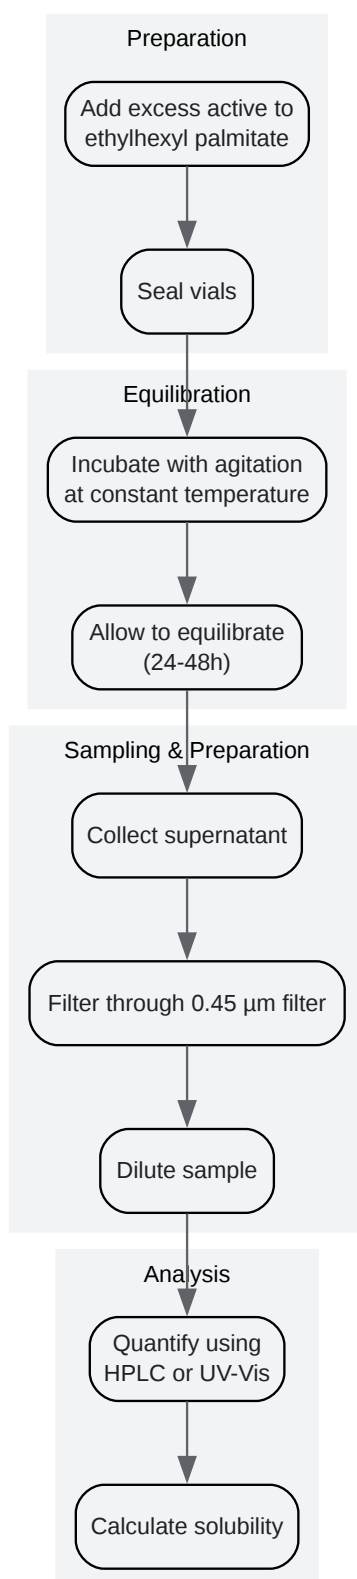 Preparation
Add excess active to
ethylhexyl palmitate
Seal vials
Equilibration
Incubate with agitation
at constant temperature
Allow to equilibrate
(24-48h)
Sampling & Preparation
Collect supernatant
Filter through 0.45 µm filter
Dilute sample
Analysis
Quantify using
HPLC or UV-Vis
Calculate solubility